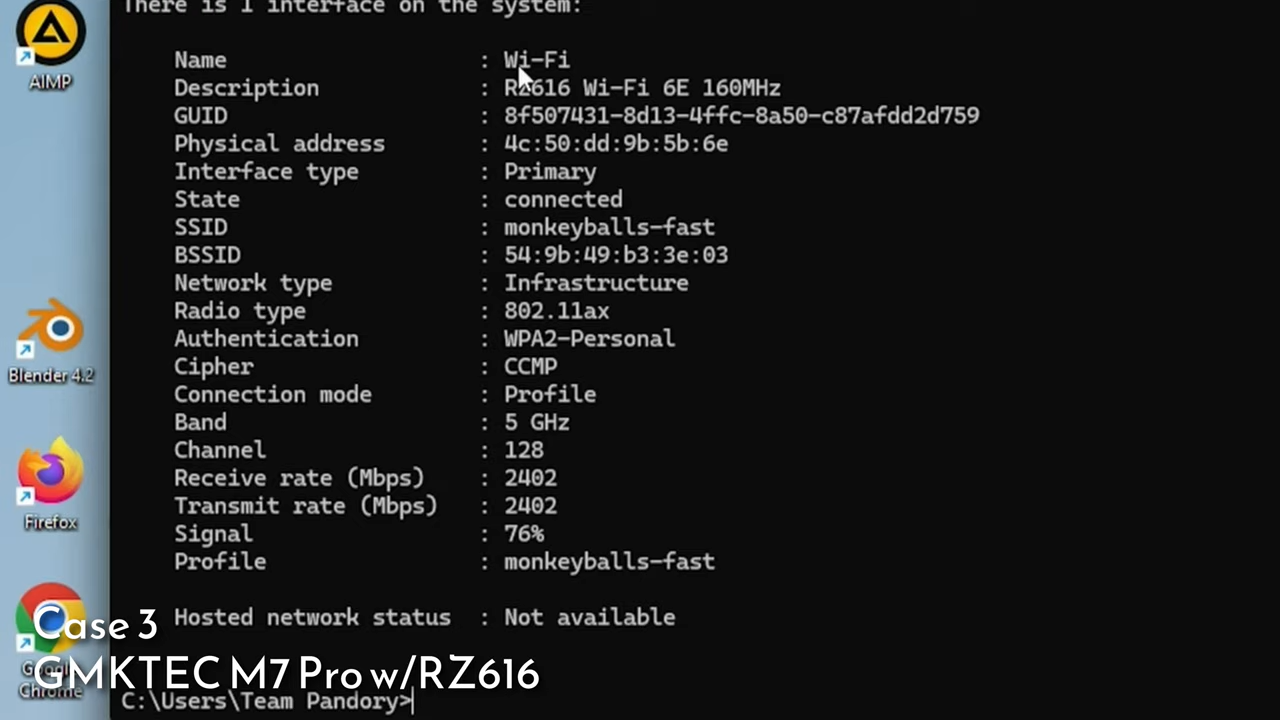 There is 1 interface on the system:
Name : Wi-Fi
Description : RZ616 Wi-Fi 6E 160MHz
GUID : 8f507431-8d13-4ffc-8a50-c87afdd2d759
Physical address : 4c:50:dd:9b:5b:6e
Interface type : Primary
State : connected
SSID : monkeyballs-fast
BSSID : 54:9b:49:b3:3e:03
Network type : Infrastructure
Radio type : 802.11ax
Authentication : WPA2-Personal
Cipher : CCMP
Connection mode : Profile
Band : 5 GHz
Channel : 128
Receive rate (Mbps) : 2402
Transmit rate (Mbps) : 2402
Signal : 76%
Profile : monkeyballs-fast
Hosted network status : Not available
C:\Users\Team Pandory>
AIMP
Blender 4.2
Firefox
Google
Chrome
Case 3
GMKTEC M7 Pro w/RZ616